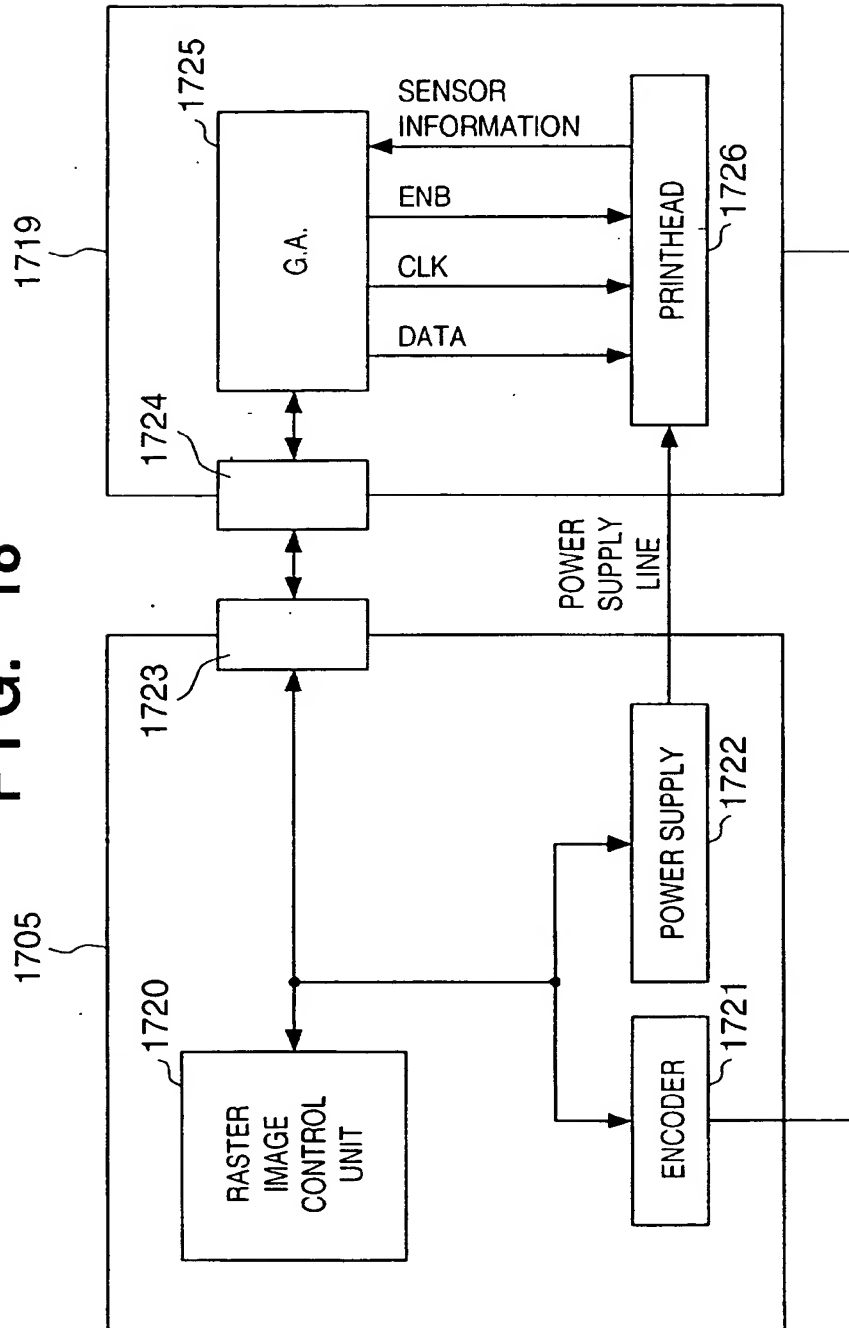 FIG. 18
1705
1719
1720
RASTER
IMAGE
CONTROL
UNIT
1723
1724
1725
G.A.
DATA
CLK
ENB
SENSOR
INFORMATION
ENCODER
1721
POWER SUPPLY
1722
POWER
SUPPLY
LINE
PRINTHEAD
1726